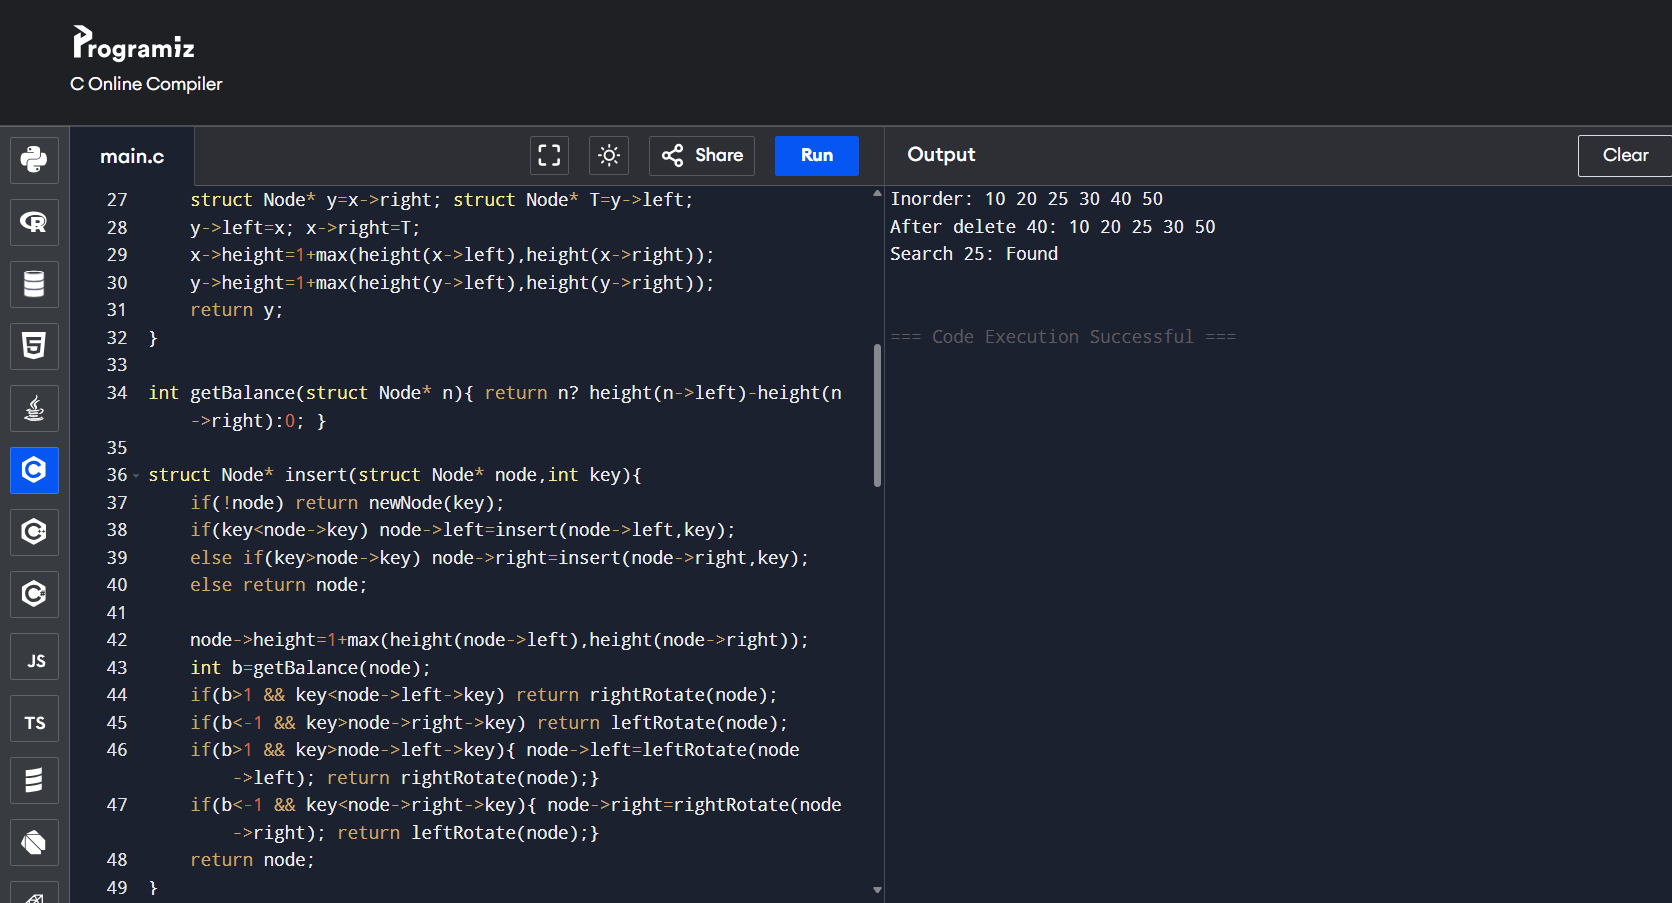 Programiz
C Online Compiler
main.c
Share
Run
Output
Clear
JS
TS
27 struct Node* y=x->right; struct Node* T=y->left;
28 y->left=x; x->right=T;
29 x->height=1+max(height(x->left),height(x->right));
30 y->height=1+max(height(y->left),height(y->right));
31 return y;
32 }
33
34 int getBalance(struct Node* n){ return n? height(n->left)-height(n
->right):0; }
35
36 struct Node* insert(struct Node* node,int key){
37 if(!node) return newNode(key);
38 if(key<node->key) node->left=insert(node->left,key);
39 else if(key>node->key) node->right=insert(node->right,key);
40 else return node;
41
42 node->height=1+max(height(node->left),height(node->right));
43 int b=getBalance(node);
44 if(b>1 && key<node->left->key) return rightRotate(node);
45 if(b<-1 && key>node->right->key) return leftRotate(node);
46 if(b>1 && key>node->left->key){ node->left=leftRotate(node
->left); return rightRotate(node);}
47 if(b<-1 && key<node->right->key){ node->right=rightRotate(node
->right); return leftRotate(node);}
48 return node;
49 }
Inorder: 10 20 25 30 40 50
After delete 40: 10 20 25 30 50
Search 25: Found
=== Code Execution Successful ===